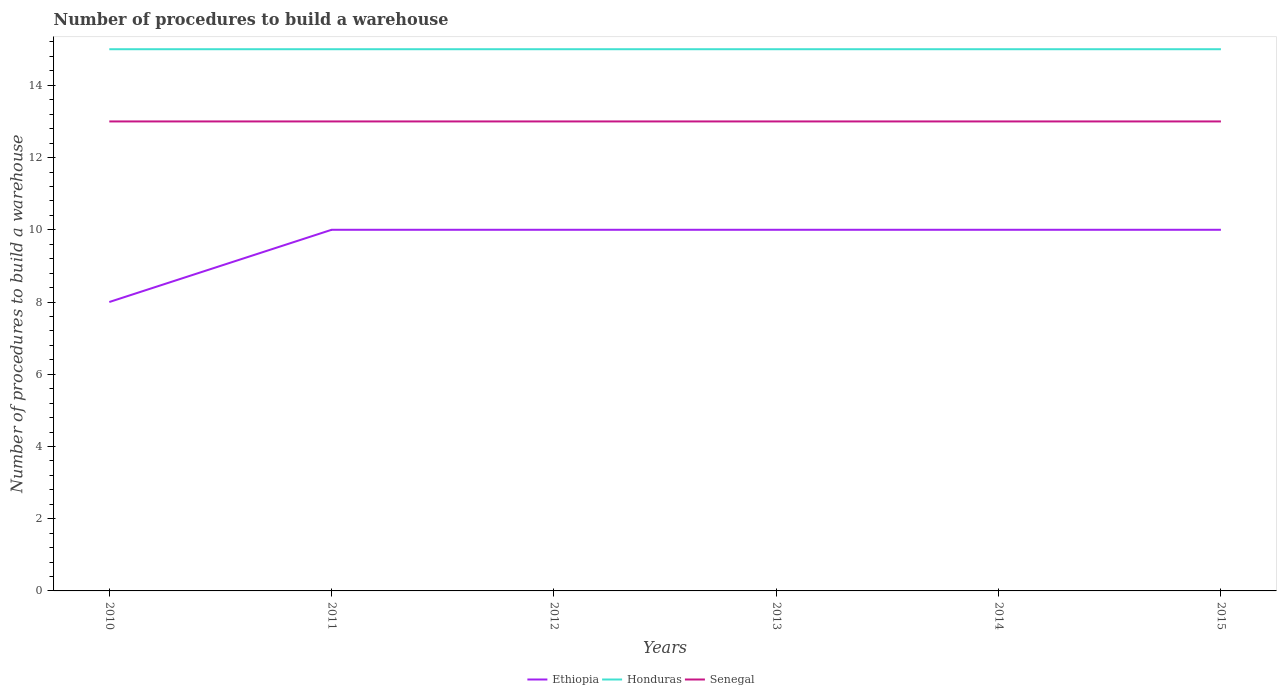 Number of procedures to build a warehouse
Number of procedures to build a warehouse
14
12
10
8
6
4
2
0
2010
2011
2012
2013
2014
2015
Years
Ethiopia
Honduras
Senegal